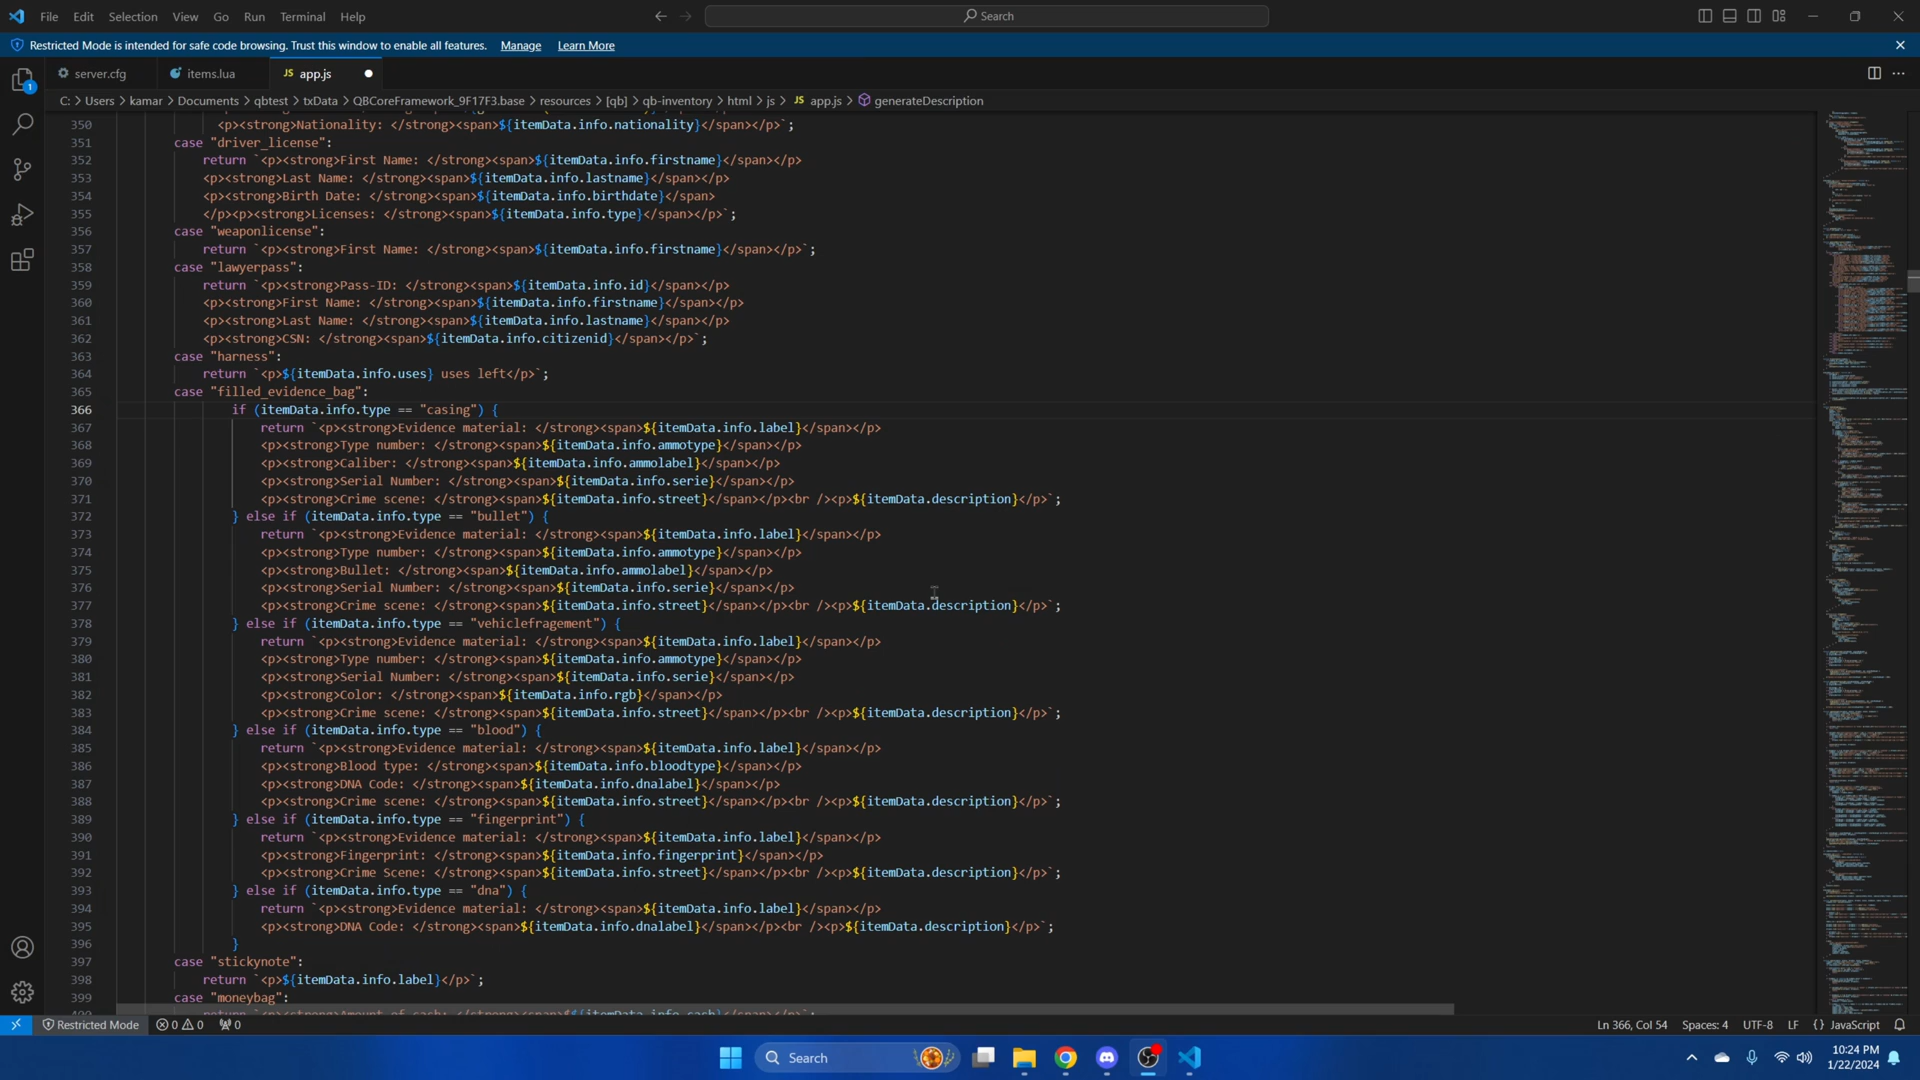 File Edit Selection View Go Run Terminal Help Search
Restricted Mode is intended for safe code browsing. Trust this window to enable all features. Manage Learn More
server.cfg items.lua JS app.js
C: > Users > kamar > Documents > qbtest > txData > QBCoreFramework_9F17F3.base > resources > [qb] > qb-inventory > html > js > JS app.js > generateDescription
350 <p><strong>Nationality: </strong><span>${itemData.info.nationality}</span></p>`;
351 case "driver_license":
352 return `<p><strong>First Name: </strong><span>${itemData.info.firstname}</span></p>
353 <p><strong>Last Name: </strong><span>${itemData.info.lastname}</span></p>
354 <p><strong>Birth Date: </strong><span>${itemData.info.birthdate}</span>
355 </p><p><strong>Licenses: </strong><span>${itemData.info.type}</span></p>`;
356 case "weaponlicense":
357 return `<p><strong>First Name: </strong><span>${itemData.info.firstname}</span></p>`;
358 case "lawyerpass":
359 return `<p><strong>Pass-ID: </strong><span>${itemData.info.id}</span></p>
360 <p><strong>First Name: </strong><span>${itemData.info.firstname}</span></p>
361 <p><strong>Last Name: </strong><span>${itemData.info.lastname}</span></p>
362 <p><strong>CSN: </strong><span>${itemData.info.citizenid}</span></p>`;
363 case "harness":
364 return `<p>${itemData.info.uses} uses left</p>`;
365 case "filled_evidence_bag":
366 if (itemData.info.type == "casing") {
367 return `<p><strong>Evidence material: </strong><span>${itemData.info.label}</span></p>
368 <p><strong>Type number: </strong><span>${itemData.info.ammotype}</span></p>
369 <p><strong>Caliber: </strong><span>${itemData.info.ammolabel}</span></p>
370 <p><strong>Serial Number: </strong><span>${itemData.info.serie}</span></p>
371 <p><strong>Crime scene: </strong><span>${itemData.info.street}</span></p><br /><p>${itemData.description}</p>`;
372 } else if (itemData.info.type == "bullet") {
373 return `<p><strong>Evidence material: </strong><span>${itemData.info.label}</span></p>
374 <p><strong>Type number: </strong><span>${itemData.info.ammotype}</span></p>
375 <p><strong>Bullet: </strong><span>${itemData.info.ammolabel}</span></p>
376 <p><strong>Serial Number: </strong><span>${itemData.info.serie}</span></p>
377 <p><strong>Crime scene: </strong><span>${itemData.info.street}</span></p><br /><p>${itemData.description}</p>`;
378 } else if (itemData.info.type == "vehiclefragement") {
379 return `<p><strong>Evidence material: </strong><span>${itemData.info.label}</span></p>
380 <p><strong>Type number: </strong><span>${itemData.info.ammotype}</span></p>
381 <p><strong>Serial Number: </strong><span>${itemData.info.serie}</span></p>
382 <p><strong>Color: </strong><span>${itemData.info.rgb}</span></p>
383 <p><strong>Crime scene: </strong><span>${itemData.info.street}</span></p><br /><p>${itemData.description}</p>`;
384 } else if (itemData.info.type == "blood") {
385 return `<p><strong>Evidence material: </strong><span>${itemData.info.label}</span></p>
386 <p><strong>Blood type: </strong><span>${itemData.info.bloodtype}</span></p>
387 <p><strong>DNA Code: </strong><span>${itemData.info.dnalabel}</span></p>
388 <p><strong>Crime scene: </strong><span>${itemData.info.street}</span></p><br /><p>${itemData.description}</p>`;
389 } else if (itemData.info.type == "fingerprint") {
390 return `<p><strong>Evidence material: </strong><span>${itemData.info.label}</span></p>
391 <p><strong>Fingerprint: </strong><span>${itemData.info.fingerprint}</span></p>
392 <p><strong>Crime Scene: </strong><span>${itemData.info.street}</span></p><br /><p>${itemData.description}</p>`;
393 } else if (itemData.info.type == "dna") {
394 return `<p><strong>Evidence material: </strong><span>${itemData.info.label}</span></p>
395 <p><strong>DNA Code: </strong><span>${itemData.info.dnalabel}</span></p><br /><p>${itemData.description}</p>`;
396 }
397 case "stickynote":
398 return `<p>${itemData.info.label}</p>`;
399 case "moneybag":
Restricted Mode 0 0 0 Ln 366, Col 54 Spaces: 4 UTF-8 LF {} JavaScript
Search 10:24 PM
1/22/2024